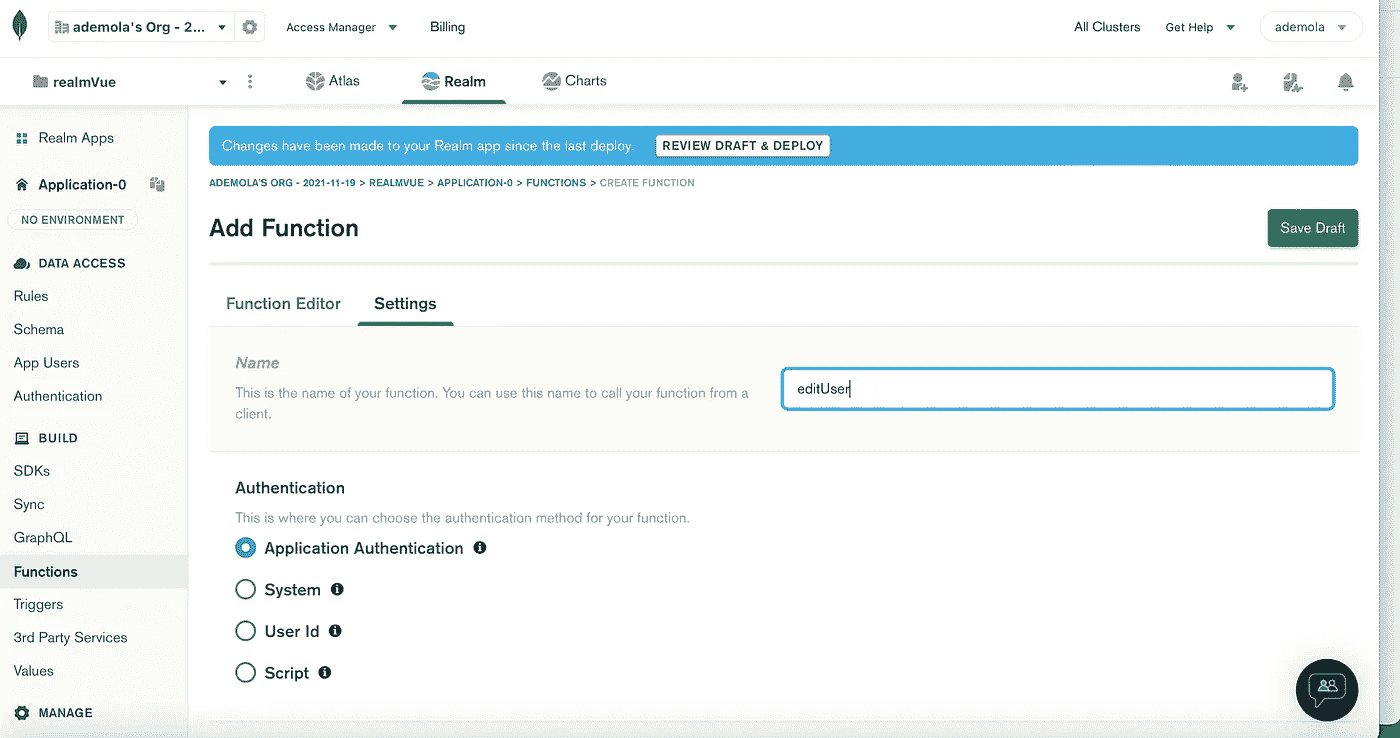 ademola's Org - 2...
Access Manager
Billing
All Clusters
Get Help
ademola
realmVue
Atlas
Realm
Charts
Realm Apps
Application-0
NO ENVIRONMENT
DATA ACCESS
Rules
Schema
App Users
Authentication
BUILD
SDKs
Sync
GraphQL
Functions
Triggers
3rd Party Services
Values
MANAGE
Changes have been made to your Realm app since the last deploy.
REVIEW DRAFT & DEPLOY
ADEMOLA'S ORG - 2021-11-19 > REALMVUE > APPLICATION-0 > FUNCTIONS > CREATE FUNCTION
Add Function
Save Draft
Function Editor
Settings
Name
This is the name of your function. You can use this name to call your function from a
client.
editUser
Authentication
This is where you can choose the authentication method for your function.
Application Authentication
System
User Id
Script